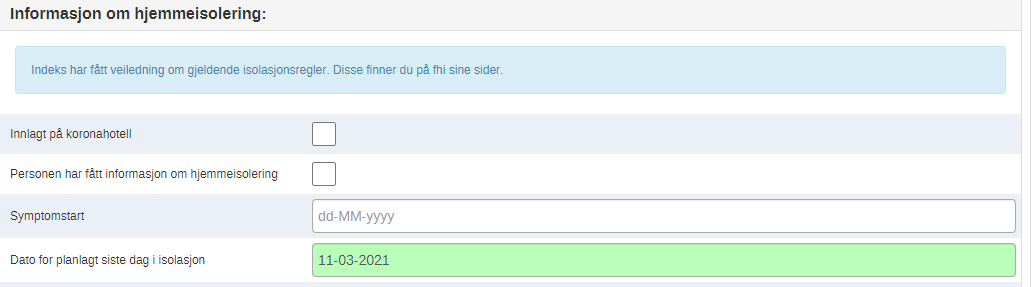 Informasjon om hjemmeisolering:
Indeks har fått veiledning om gjeldende isolasjonsregler. Disse finner du på fhi sine sider.
Innlagt på koronahotell
Personen har fått informasjon om hjemmeisolering
Symptomstart
dd-MM-yyyy
Dato for planlagt siste dag i isolasjon
11-03-2021